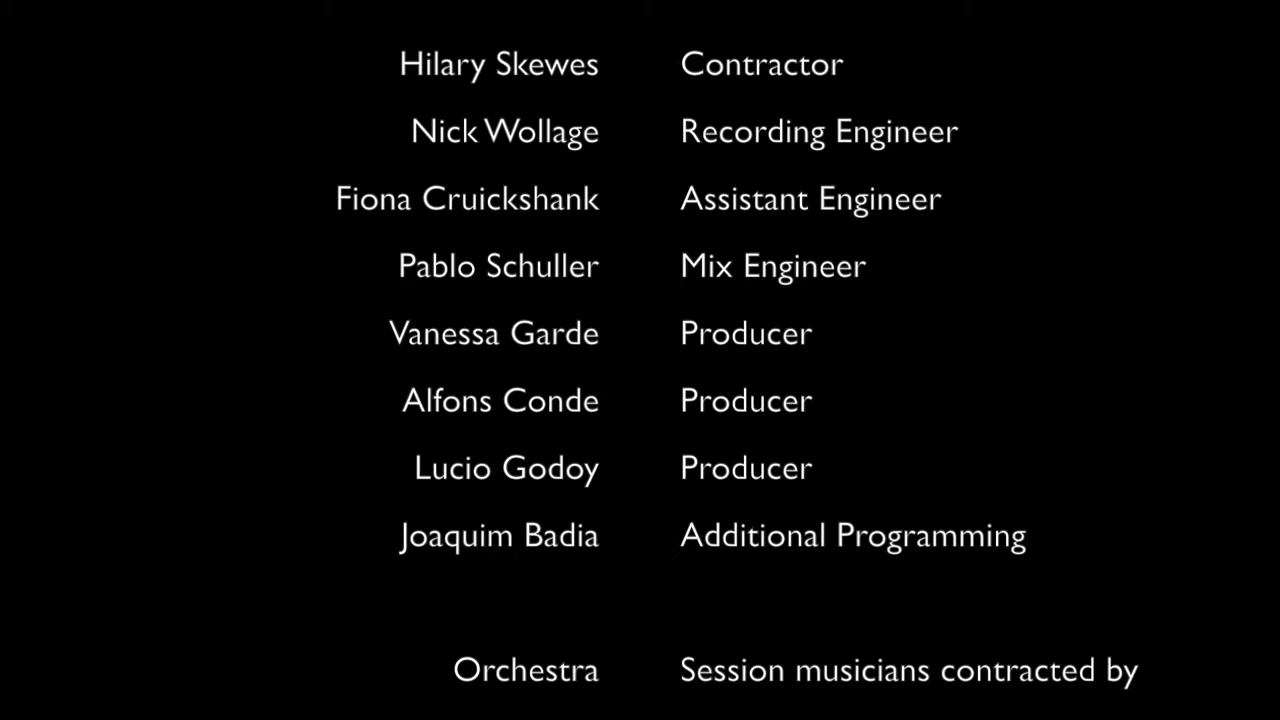 Hilary Skewes Contractor
Nick Wollage Recording Engineer
Fiona Cruickshank Assistant Engineer
Pablo Schuller Mix Engineer
Vanessa Garde Producer
Alfons Conde Producer
Lucio Godoy Producer
Joaquim Badia Additional Programming
Orchestra Session musicians contracted by